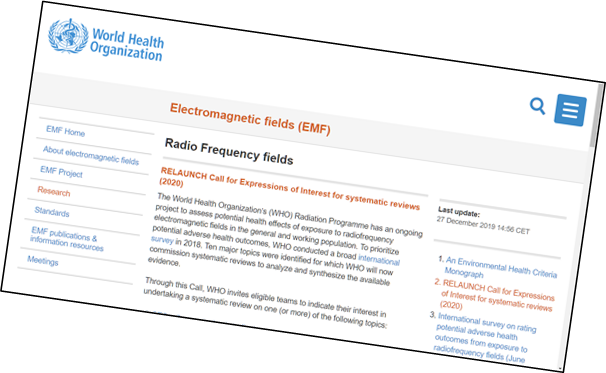 World Health
Organization
Electromagnetic fields (EMF)
EMF Home
About electromagnetic fields
EMF Project
Research
Standards
EMF publications &
information resources
Meetings
Radio Frequency fields
RELAUNCH Call for Expressions of Interest for systematic reviews
(2020)
The World Health Organization's (WHO) Radiation Programme has an ongoing
project to assess potential health effects of exposure to radiofrequency
electromagnetic fields in the general and working population. To prioritize
potential adverse health outcomes, WHO conducted a broad international
survey in 2018. Ten major topics were identified for which WHO will now
commission systematic reviews to analyze and synthesize the available
evidence.
Through this Call, WHO invites eligible teams to indicate their interest in
undertaking a systematic review on one (or more) of the following topics:
Last update:
27 December 2019 14:56 CET
1. An Environmental Health Criteria
Monograph
2. RELAUNCH Call for Expressions
of Interest for systematic reviews
(2020)
3. International survey on rating
potential adverse health
outcomes from exposure to
radiofrequency fields (June